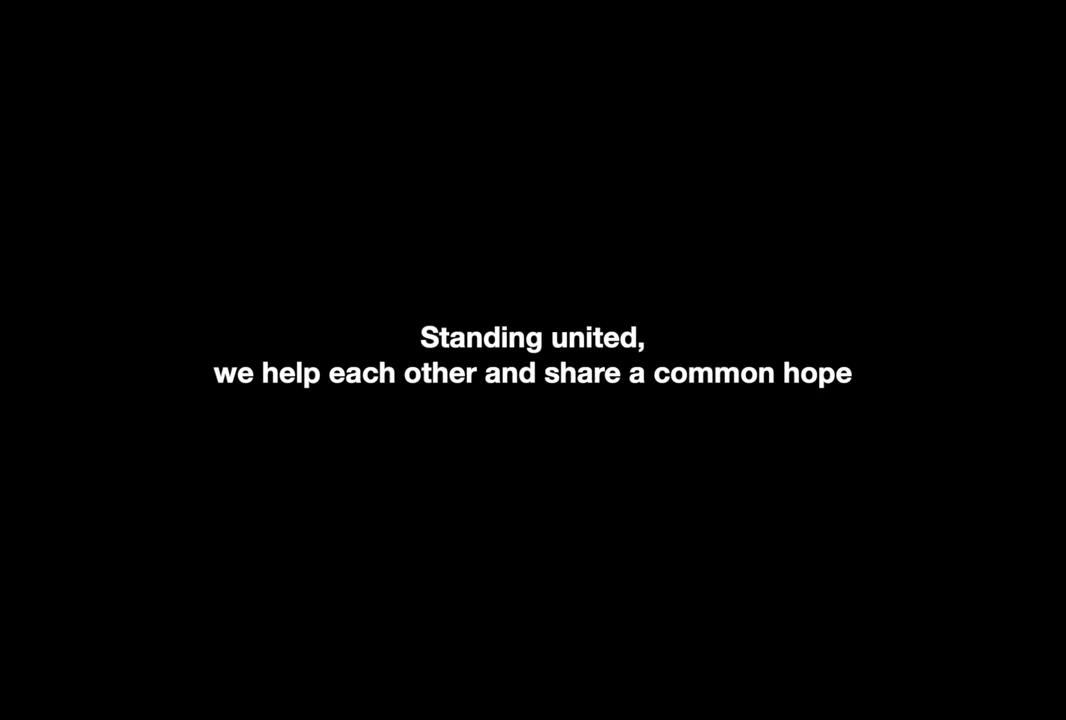 Standing united,
we help each other and share a common hope